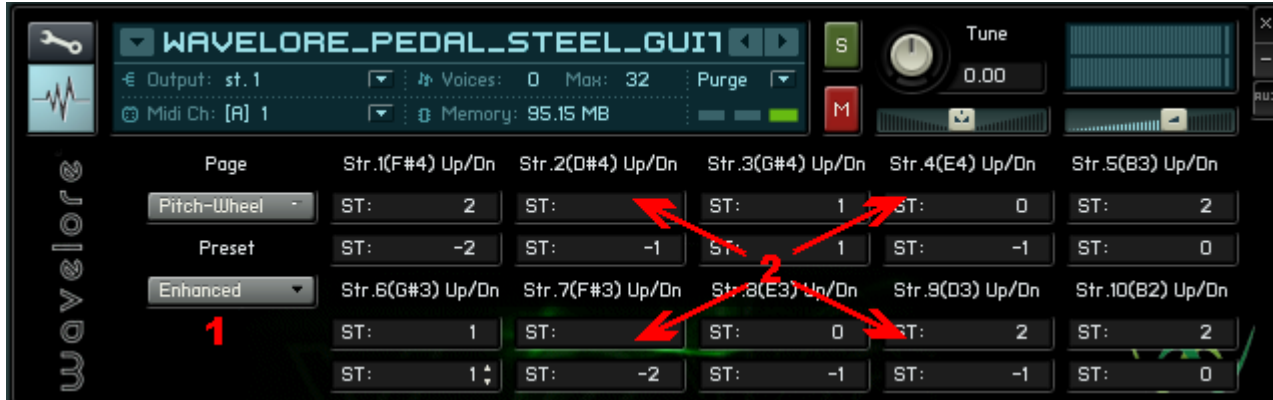 WAVELORE_PEDAL_STEEL_GUIT
S
Tune
0.00
Output: st. 1
Voices: 0 Max: 32
Purge
Midi Ch: [A] 1
Memory: 95.15 MB
M
X
AUX
wavelore
Page
Str.1(F#4) Up/Dn
Str.2(D#4) Up/Dn
Str.3(G#4) Up/Dn
Str.4(E4) Up/Dn
Str.5(B3) Up/Dn
Pitch-Wheel
ST: 2
ST:
ST: 1
ST: 0
ST: 2
Preset
ST: -2
ST: -1
ST: 1
ST: -1
ST: 0
2
Enhanced
Str.6(G#3) Up/Dn
Str.7(F#3) Up/Dn
Str.8(E3) Up/Dn
Str.9(D3) Up/Dn
Str.10(B2) Up/Dn
1
ST: 1
ST:
ST: 0
ST: 2
ST: 2
ST: 1
ST: -2
ST: -1
ST: -1
ST: 0